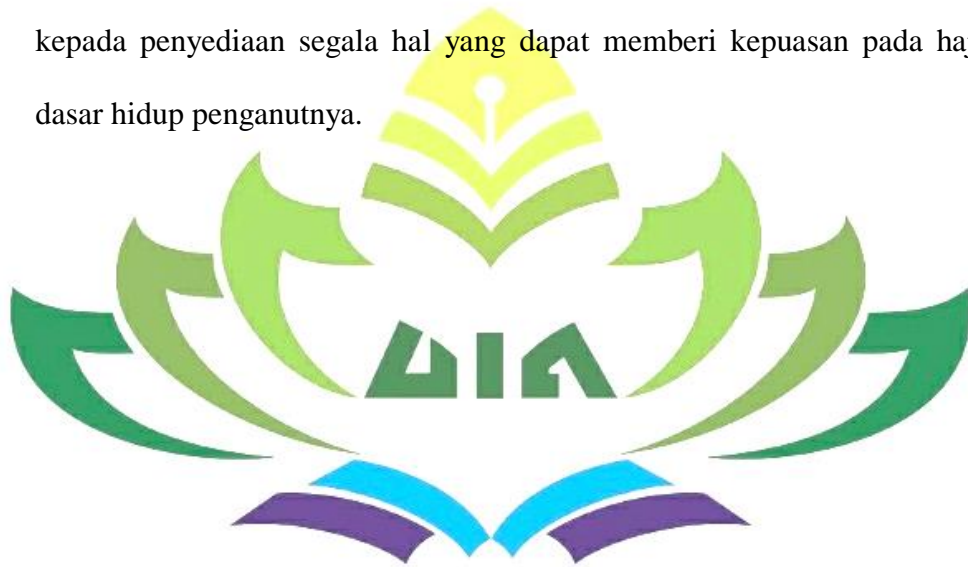 kepada penyediaan segala hal yang dapat memberi kepuasan pada
dasar hidup penganutnya.